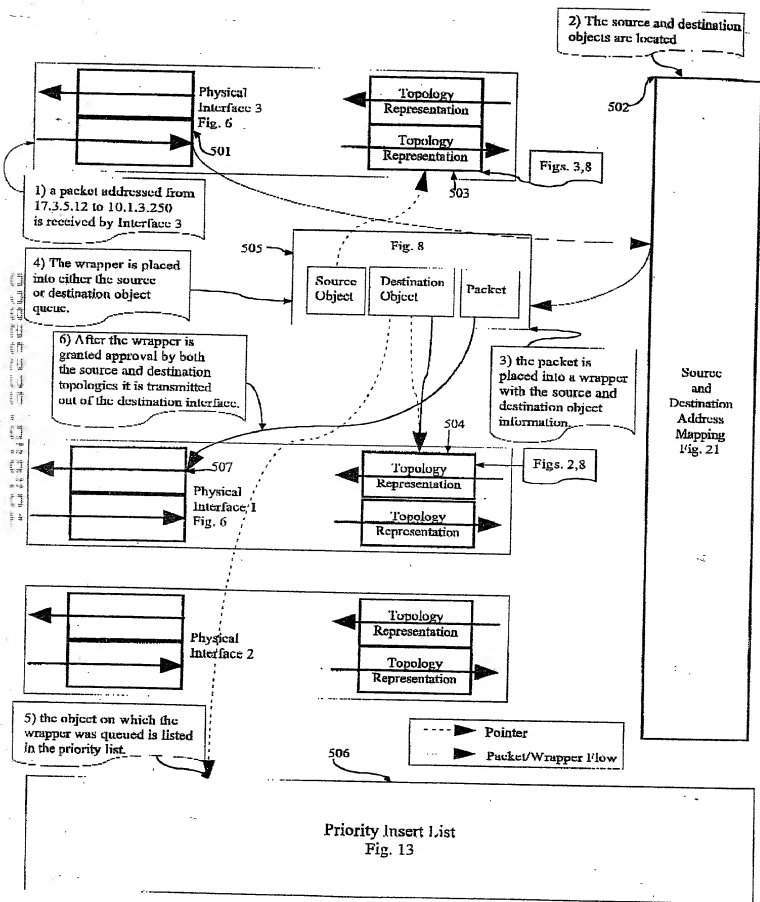 2) The source and destination
objects are located
502
Physical
Interface 3
Fig. 6
501
Topology
Representation
Topology
Representation
503
Figs. 3,8
1) a packet addressed from
17.3.5.12 to 10.1.3.250
is received by Interface 3
505
Fig. 8
Source
Object
Destination
Object
Packet
4) The wrapper is placed
into either the source
or destination object
queue.
6) After the wrapper is
granted approval by both
the source and destination
topologies it is transmitted
out of the destination interface.
3) the packet is
placed into a wrapper
with the source and
destination object
information.
Source
and
Destination
Address
Mapping
Fig. 21
504
507
Physical
Interface 1
Fig. 6
Topology
Representation
Topology
Representation
Figs. 2,8
Physical
Interface 2
Topology
Representation
Topology
Representation
5) the object on which the
wrapper was queued is listed
in the priority list.
Pointer
Packet/Wrapper Flow
506
Priority Insert List
Fig. 13